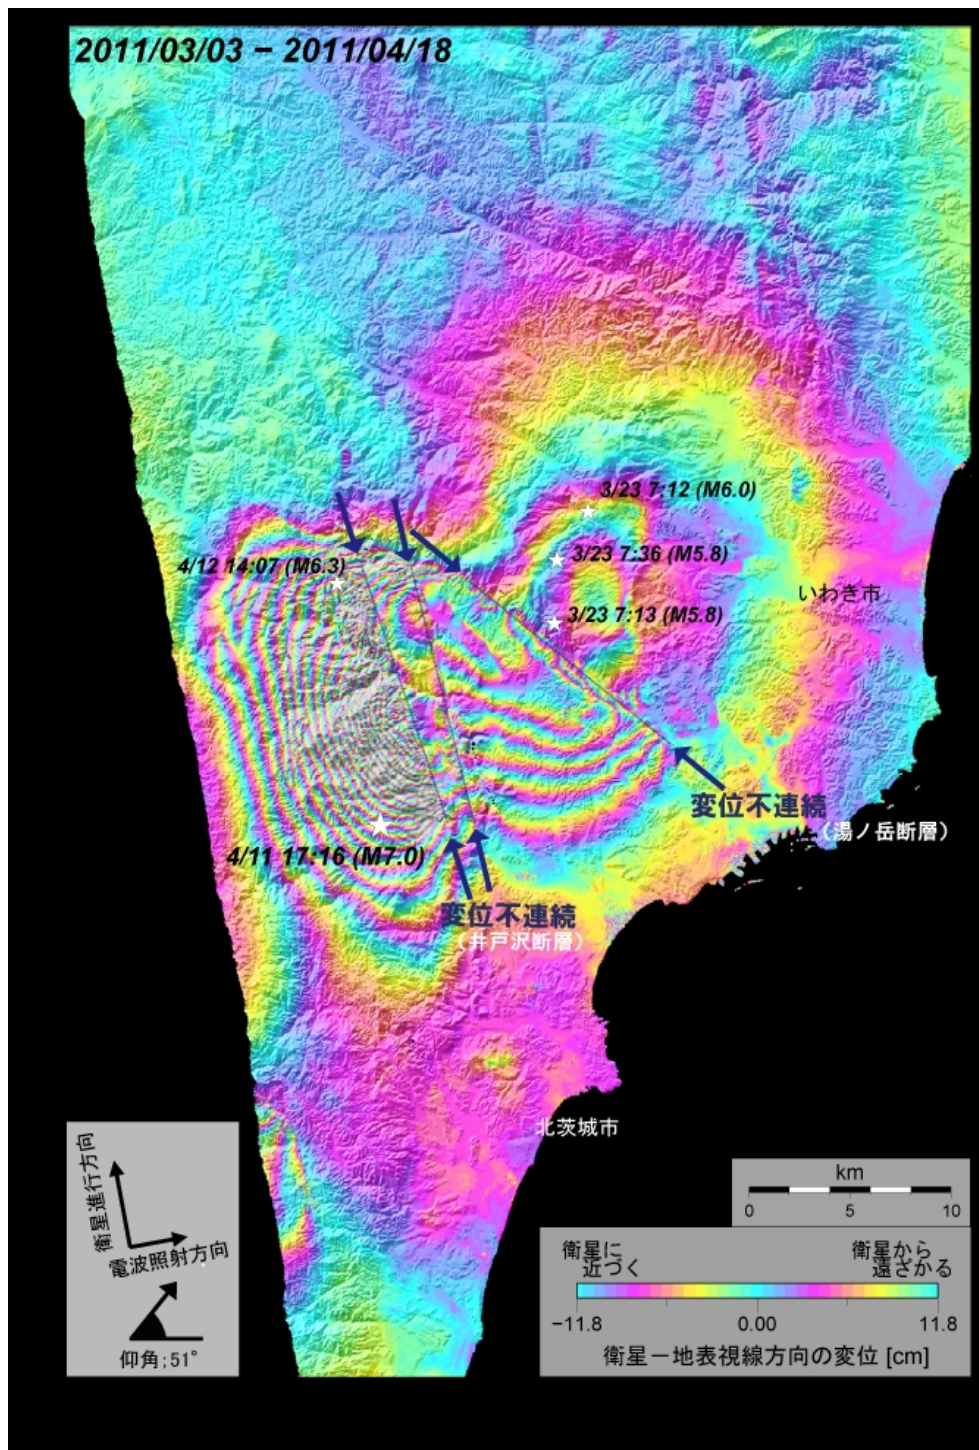 2011/03/03 − 2011/04/18
3/23 7:12 (M6.0)
3/23 7:36 (M5.8)
4/12 14:07 (M6.3)
いわき市
3/23 7:13 (M5.8)
変位不連続
（湯ノ岳断層）
4/11 17:16 (M7.0)
変位不連続
（井戸沢断層）
北茨城市
衛星進行方向
電波照射方向
仰角;51°
km
0 5 10
衛星に
近づく
衛星から
遠ざかる
−11.8 0.00 11.8
衛星－地表視線方向の変位 [cm]